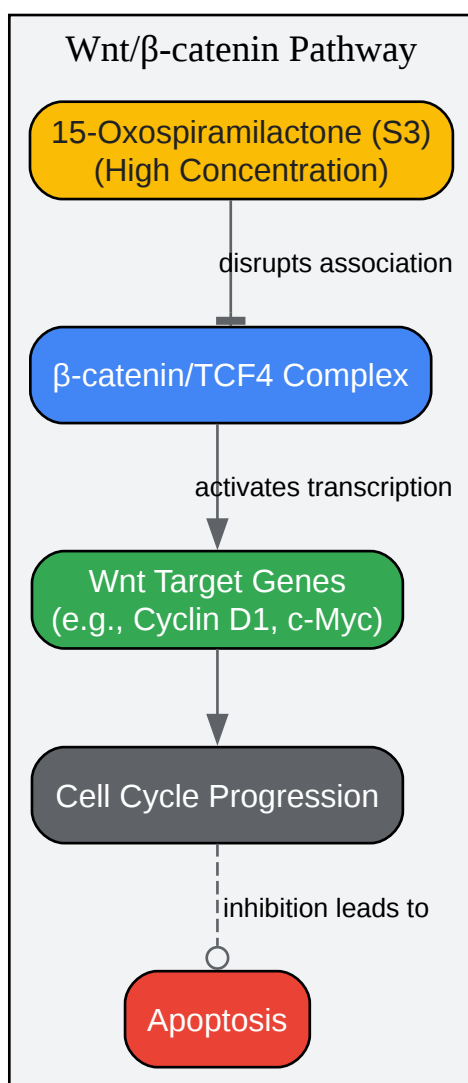 Wnt/β-catenin Pathway
15-Oxospiramilactone (S3)
(High Concentration)
disrupts association
β-catenin/TCF4 Complex
activates transcription
Wnt Target Genes
(e.g., Cyclin D1, c-Myc)
Cell Cycle Progression
inhibition leads to
Apoptosis